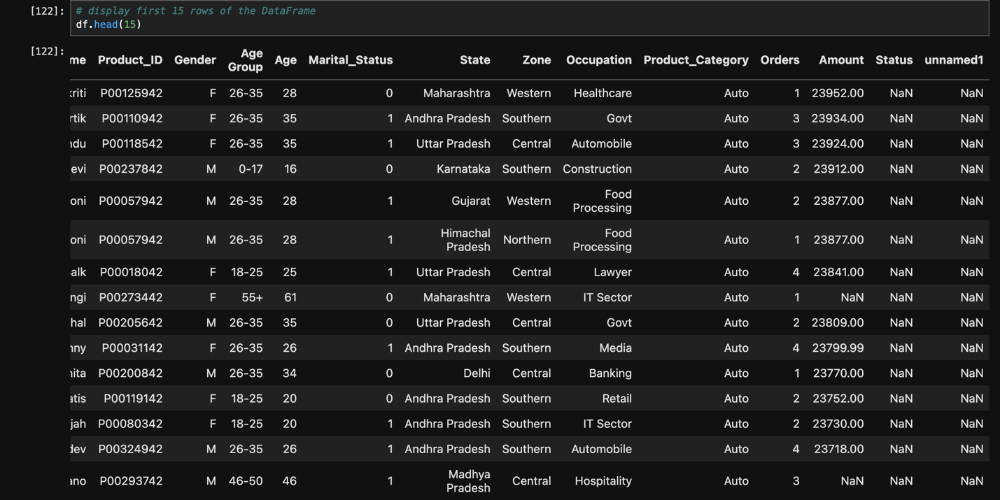 [122]: # display first 15 rows of the DataFrame
df.head(15)
[122]: me Product_ID Gender Age Group Age Marital_Status State Zone Occupation Product_Category Orders Amount Status unnamed1
kriti P00125942 F 26-35 28 0 Maharashtra Western Healthcare Auto 1 23952.00 NaN NaN
rtik P00110942 F 26-35 35 1 Andhra Pradesh Southern Govt Auto 3 23934.00 NaN NaN
ndu P00118542 F 26-35 35 1 Uttar Pradesh Central Automobile Auto 3 23924.00 NaN NaN
evi P00237842 M 0-17 16 0 Karnataka Southern Construction Auto 2 23912.00 NaN NaN
oni P00057942 M 26-35 28 1 Gujarat Western Food Processing Auto 2 23877.00 NaN NaN
oni P00057942 M 26-35 28 1 Himachal Pradesh Northern Food Processing Auto 1 23877.00 NaN NaN
alk P00018042 F 18-25 25 1 Uttar Pradesh Central Lawyer Auto 4 23841.00 NaN NaN
ngi P00273442 F 55+ 61 0 Maharashtra Western IT Sector Auto 1 NaN NaN NaN
hal P00205642 M 26-35 35 0 Uttar Pradesh Central Govt Auto 2 23809.00 NaN NaN
nny P00031142 F 26-35 26 1 Andhra Pradesh Southern Media Auto 4 23799.99 NaN NaN
nita P00200842 M 26-35 34 0 Delhi Central Banking Auto 1 23770.00 NaN NaN
atis P00119142 F 18-25 20 0 Andhra Pradesh Southern Retail Auto 2 23752.00 NaN NaN
jah P00080342 F 18-25 20 1 Andhra Pradesh Southern IT Sector Auto 2 23730.00 NaN NaN
dev P00324942 M 26-35 26 1 Andhra Pradesh Southern Automobile Auto 4 23718.00 NaN NaN
ano P00293742 M 46-50 46 1 Madhya Pradesh Central Hospitality Auto 3 NaN NaN NaN